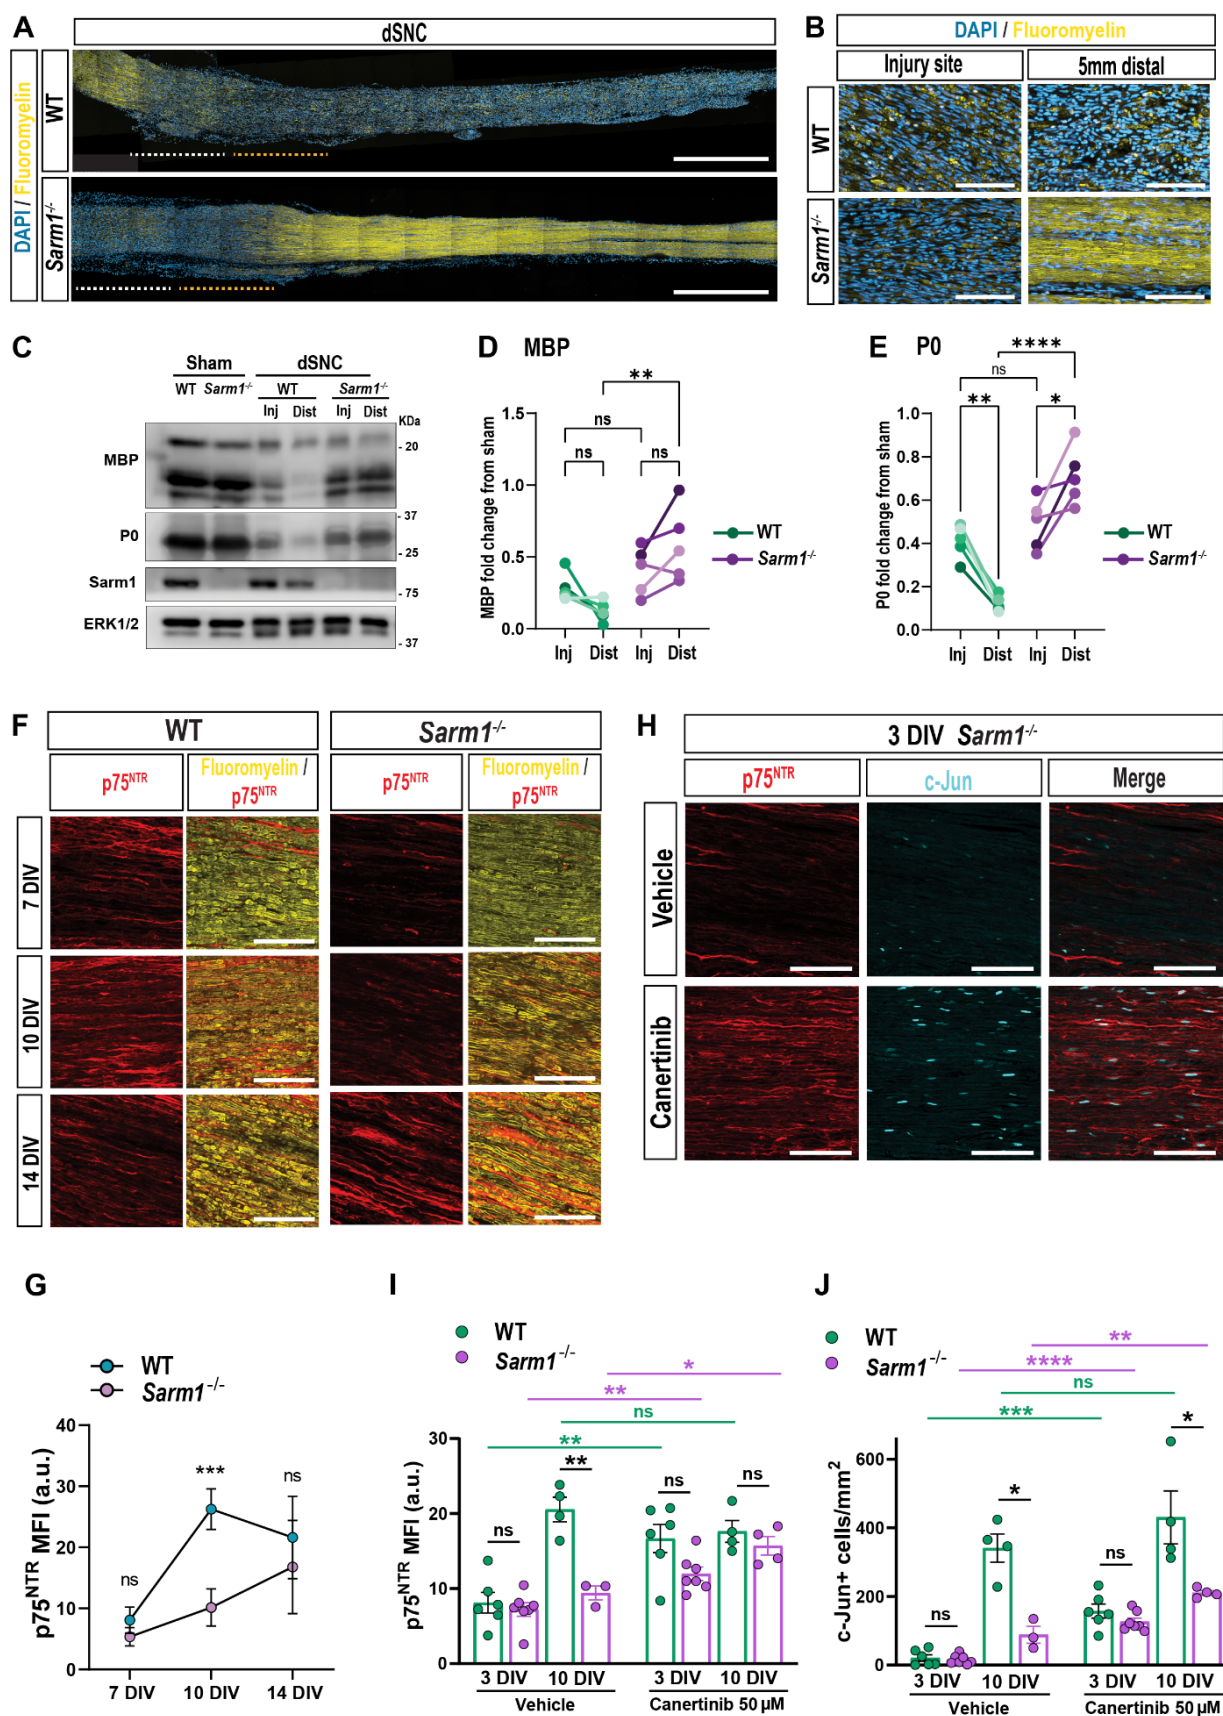 A
dSNC
DAPI / Fluoromyelin
WT
Sarm1-/-
B
DAPI / Fluoromyelin
Injury site
5mm distal
WT
Sarm1-/-
C
Sham
dSNC
WT Sarm1-/-
WT
Sarm1-/-
Inj Dist Inj Dist
KDa
MBP
- 20
P0
- 37
- 25
Sarm1
- 75
ERK1/2
- 37
D MBP
MBP fold change from sham
1.5
1.0
0.5
0.0
**
ns
ns
ns
Inj Dist Inj Dist
WT
Sarm1-/-
E P0
P0 fold change from sham
1.0
0.8
0.6
0.4
0.2
0.0
****
ns
**
*
Inj Dist Inj Dist
WT
Sarm1-/-
F
WT
Sarm1-/-
p75NTR
Fluoromyelin /
p75NTR
p75NTR
Fluoromyelin /
p75NTR
7 DIV
10 DIV
14 DIV
H
3 DIV Sarm1-/-
p75NTR
c-Jun
Merge
Vehicle
Canertinib
G
WT
Sarm1-/-
p75NTR MFI (a.u.)
40
30
20
10
0
ns
***
ns
7 DIV 10 DIV 14 DIV
I
WT
Sarm1-/-
*
**
ns
**
p75NTR MFI (a.u.)
30
20
10
0
ns
**
ns
ns
3 DIV 10 DIV 3 DIV 10 DIV
Vehicle
Canertinib 50 µM
J
WT
Sarm1-/-
**
****
ns
***
c-Jun+ cells/mm2
600
400
200
0
ns
*
ns
*
3 DIV 10 DIV 3 DIV 10 DIV
Vehicle
Canertinib 50 µM